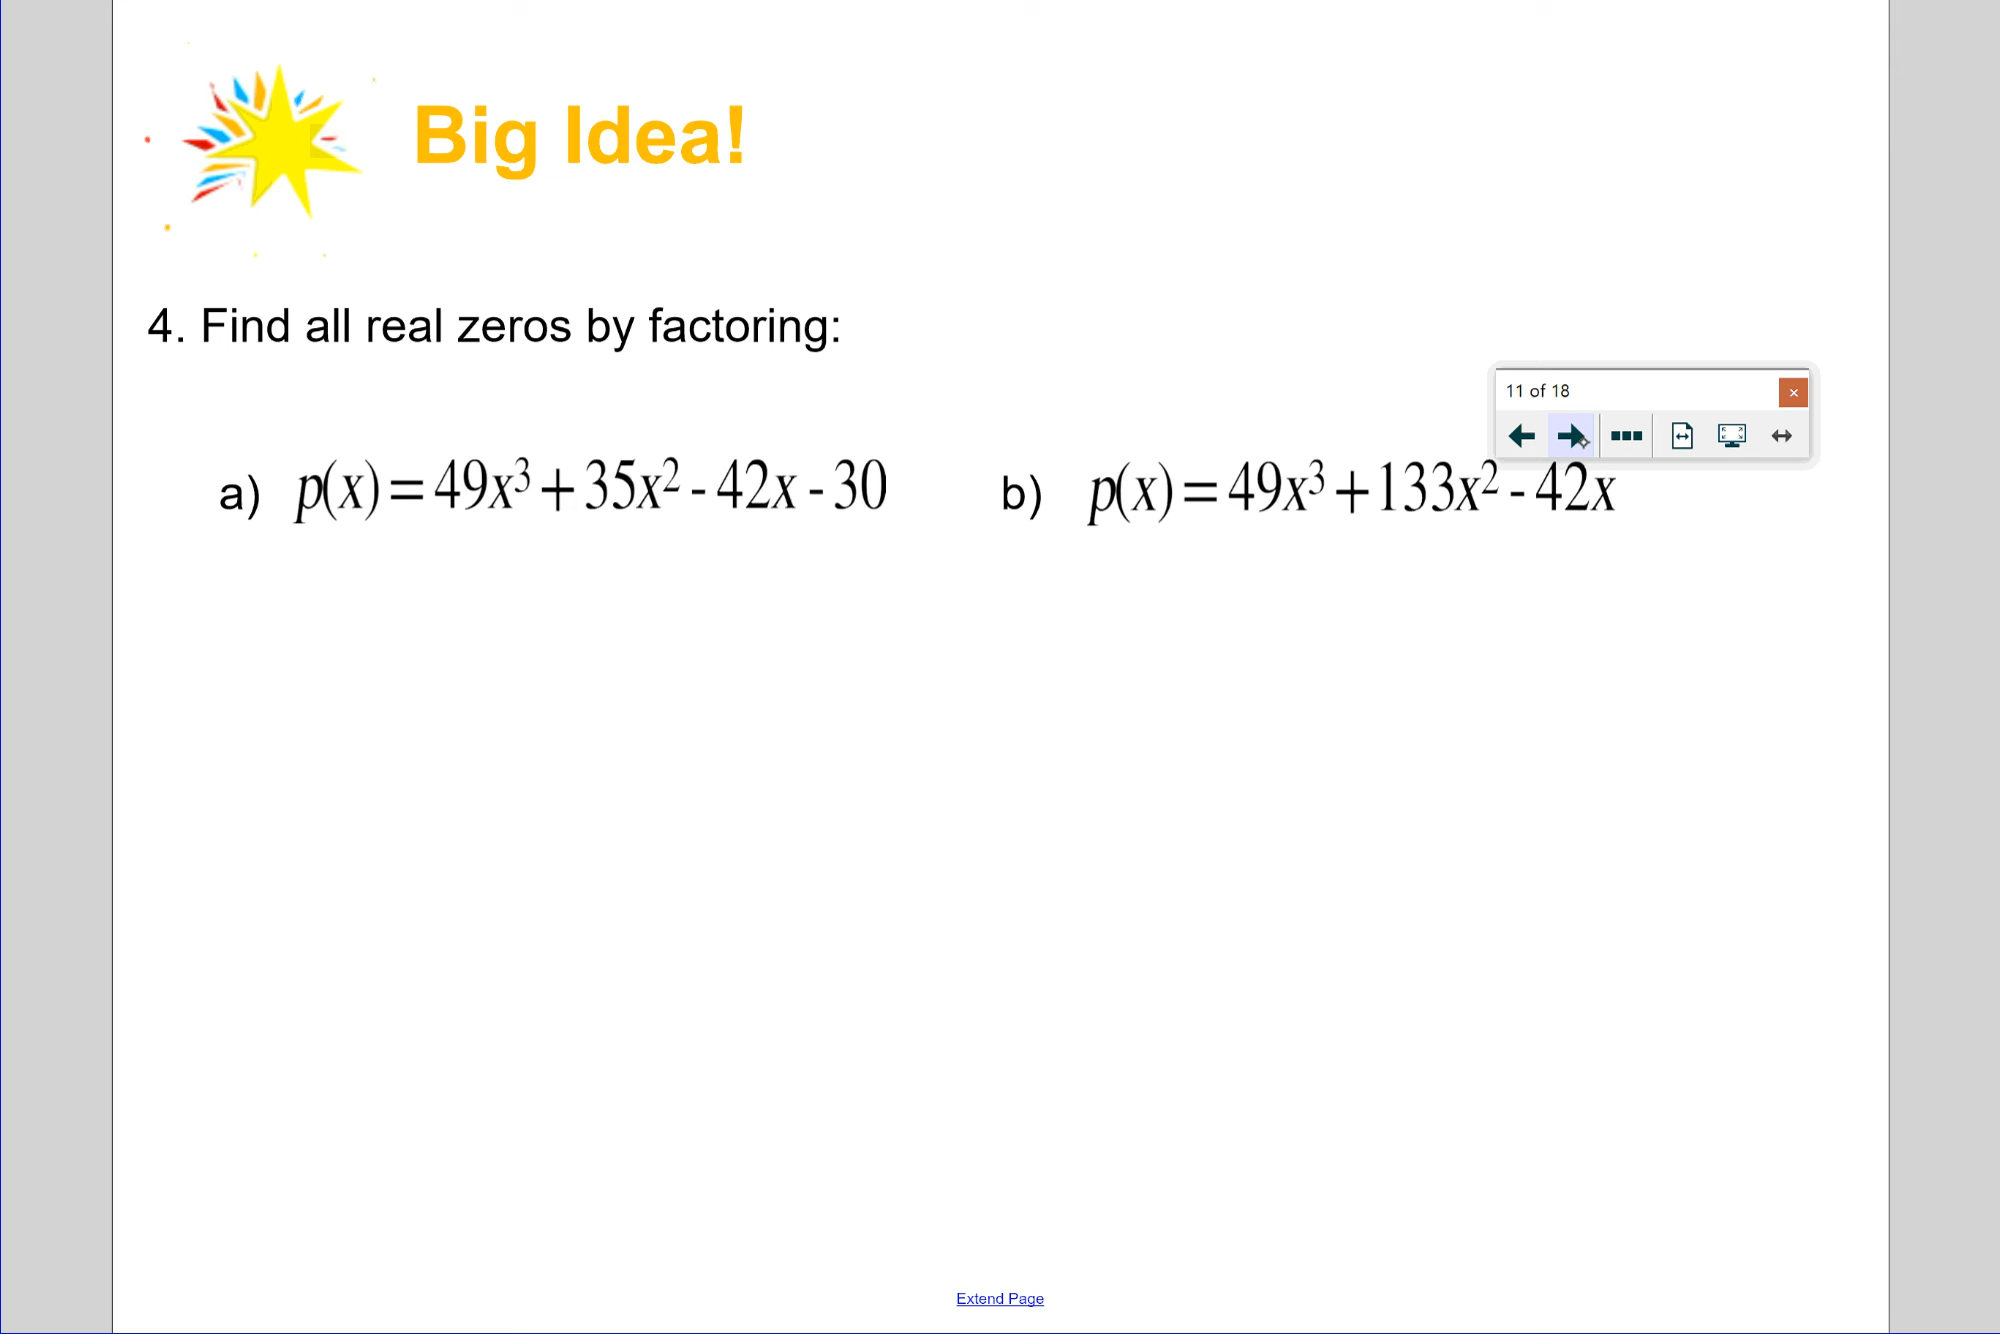 Big Idea!
4. Find all real zeros by factoring:
11 of 18
a) p(x)=49x³+35x²-42x-30
b) p(x)=49x³+133x²-42x
Extend Page